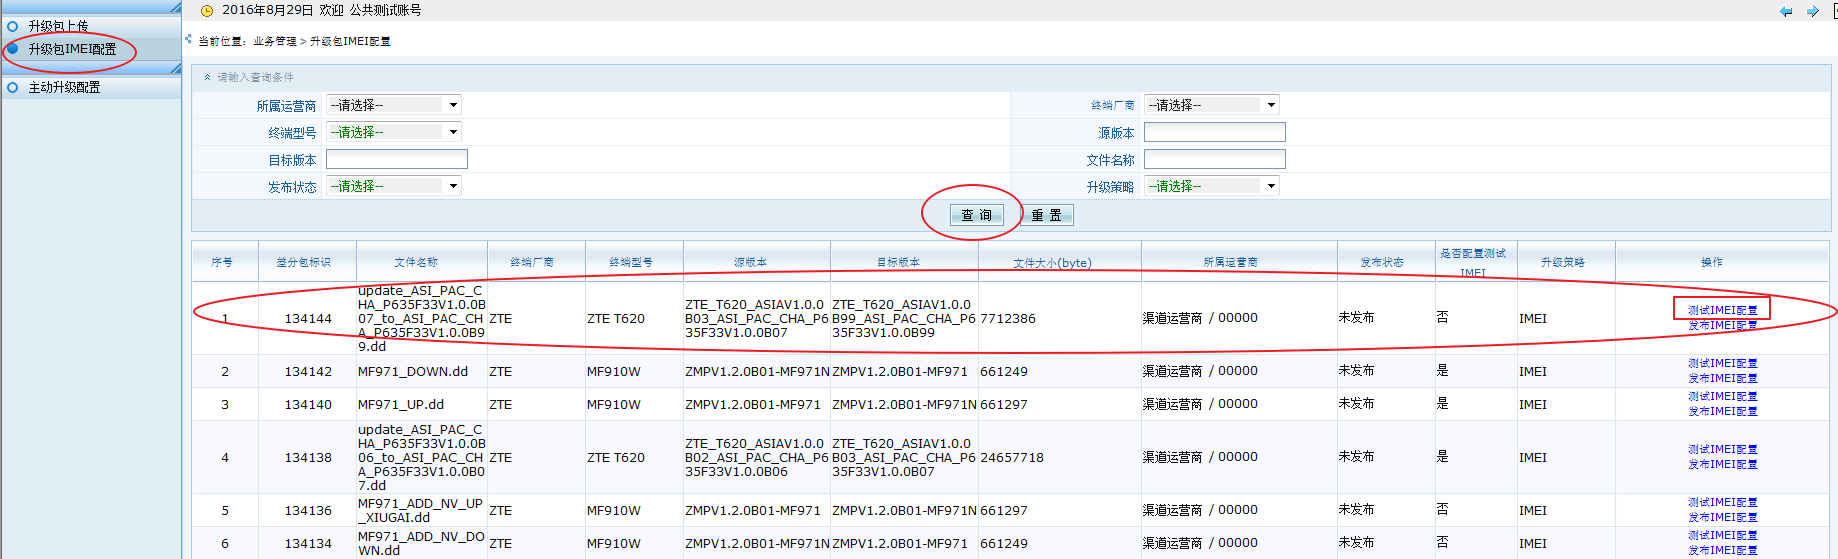 2016年8月29日 欢迎 公共测试账号
升级包上传
升级包IMEI配置
主动升级配置
当前位置：业务管理 > 升级包IMEI配置
请输入查询条件
所属运营商 --请选择-- 终端厂商 --请选择--
终端型号 --请选择-- 源版本
目标版本 文件名称
发布状态 --请选择-- 升级策略 --请选择--
查 询 重 置
序号 差分包标识 文件名称 终端厂商 终端型号 源版本 目标版本 文件大小(byte) 所属运营商 发布状态 是否配置测试IMEI 升级策略 操作
1 134144 update_ASI_PAC_CHA_P635F33V1.0.0B07_to_ASI_PAC_CHA_P635F33V1.0.0B99.dd ZTE ZTE T620 ZTE_T620_ASIAV1.0.0B03_ASI_PAC_CHA_P635F33V1.0.0B07 ZTE_T620_ASIAV1.0.0B99_ASI_PAC_CHA_P635F33V1.0.0B99 7712386 渠道运营商 / 00000 未发布 否 IMEI 测试IMEI配置 发布IMEI配置
2 134142 MF971_DOWN.dd ZTE MF910W ZMPV1.2.0B01-MF971N ZMPV1.2.0B01-MF971 661249 渠道运营商 / 00000 未发布 是 IMEI 测试IMEI配置 发布IMEI配置
3 134140 MF971_UP.dd ZTE MF910W ZMPV1.2.0B01-MF971 ZMPV1.2.0B01-MF971N 661297 渠道运营商 / 00000 未发布 是 IMEI 测试IMEI配置 发布IMEI配置
4 134138 update_ASI_PAC_CHA_P635F33V1.0.0B06_to_ASI_PAC_CHA_P635F33V1.0.0B07.dd ZTE ZTE T620 ZTE_T620_ASIAV1.0.0B02_ASI_PAC_CHA_P635F33V1.0.0B06 ZTE_T620_ASIAV1.0.0B03_ASI_PAC_CHA_P635F33V1.0.0B07 24657718 渠道运营商 / 00000 未发布 是 IMEI 测试IMEI配置 发布IMEI配置
5 134136 MF971_ADD_NV_UP_XIUGAI.dd ZTE MF910W ZMPV1.2.0B01-MF971 ZMPV1.2.0B01-MF971N 661297 渠道运营商 / 00000 未发布 否 IMEI 测试IMEI配置 发布IMEI配置
6 134134 MF971_ADD_NV_DOWN.dd ZTE MF910W ZMPV1.2.0B01-MF971N ZMPV1.2.0B01-MF971 661249 渠道运营商 / 00000 未发布 否 IMEI 测试IMEI配置 发布IMEI配置